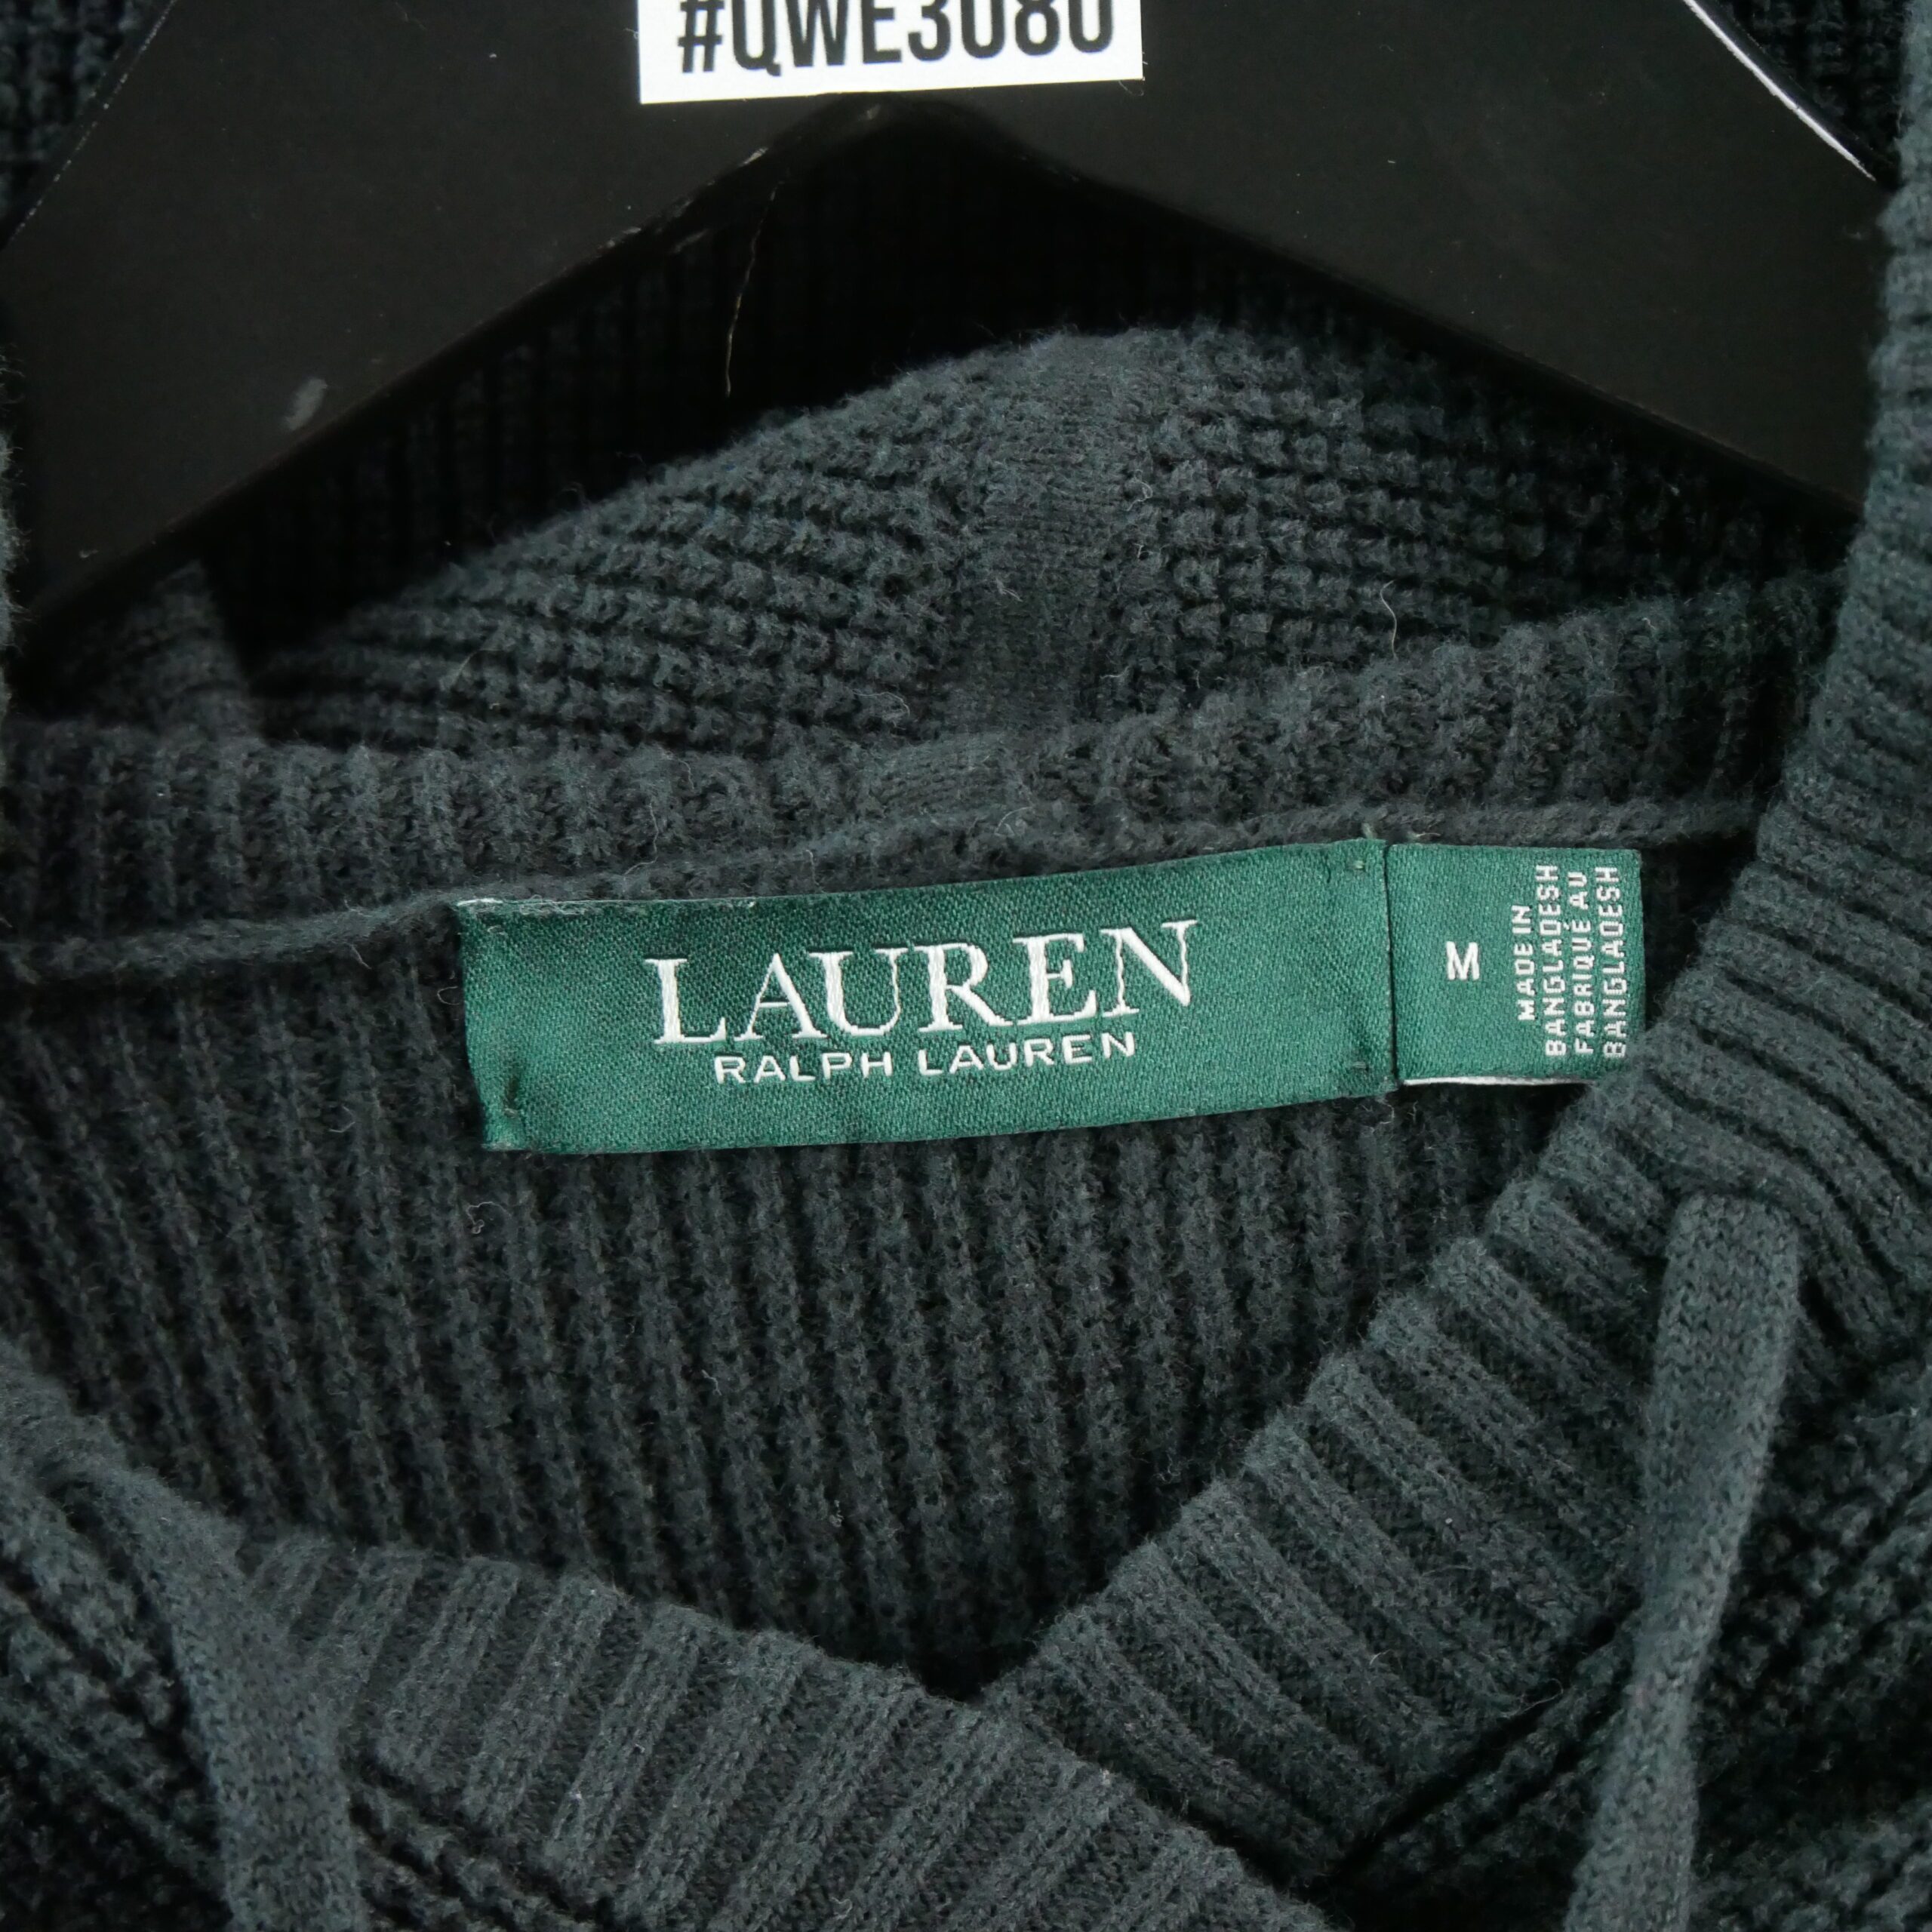 #QWE3080
LAUREN
RALPH LAUREN
M
MADE IN
BANGLADESH
FABRIQUÉ AU
BANGLADESH